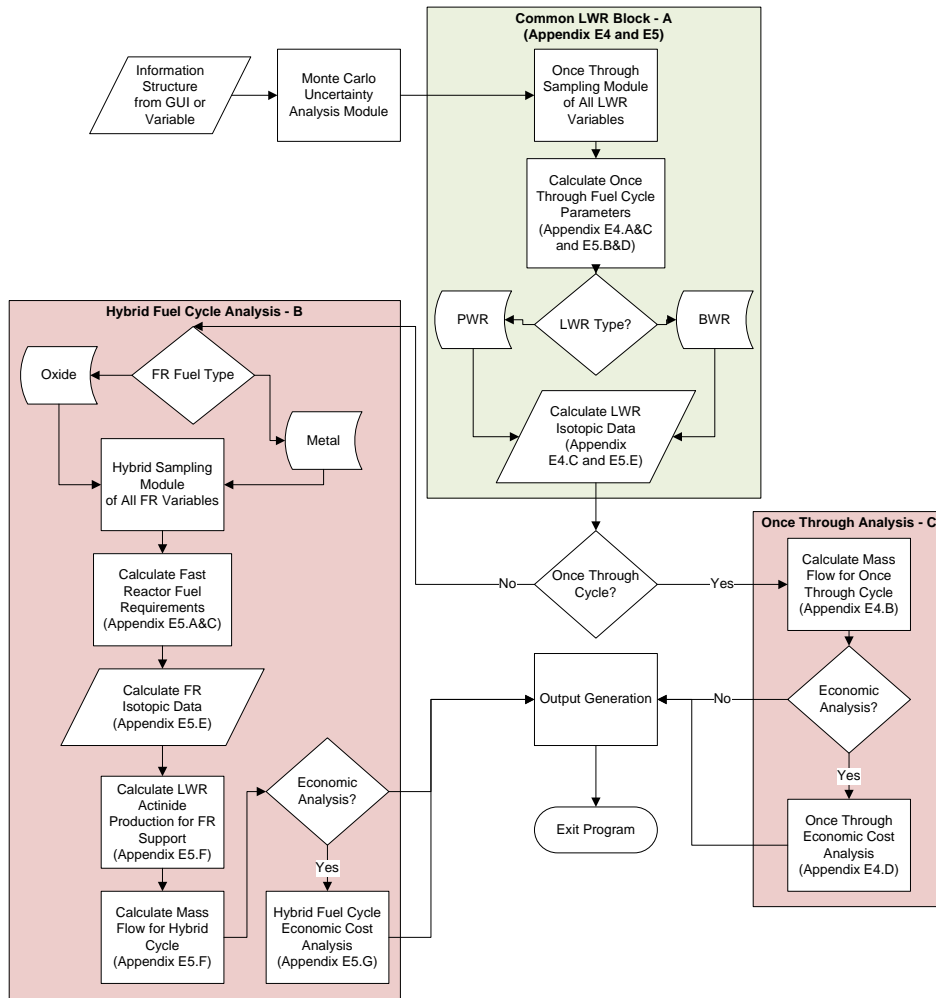 Common LWR Block - A
(Appendix E4 and E5)
Information
Structure
from GUI or
Variable
Monte Carlo
Uncertainty
Analysis Module
Once Through
Sampling Module
of All LWR
Variables
Calculate Once
Through Fuel Cycle
Parameters
(Appendix E4.A&C
and E5.B&D)
PWR
LWR Type?
BWR
Calculate LWR
Isotopic Data
(Appendix
E4.C and E5.E)
Hybrid Fuel Cycle Analysis - B
Oxide
FR Fuel Type
Metal
Hybrid Sampling
Module
of All FR Variables
Calculate Fast
Reactor Fuel
Requirements
(Appendix E5.A&C)
Calculate FR
Isotopic Data
(Appendix E5.E)
Calculate LWR
Actinide
Production for FR
Support
(Appendix E5.F)
Calculate Mass
Flow for Hybrid
Cycle
(Appendix E5.F)
Economic
Analysis?
Yes
Hybrid Fuel Cycle
Economic Cost
Analysis
(Appendix E5.G)
No
Once Through
Cycle?
Yes
Output Generation
Exit Program
Once Through Analysis - C
Calculate Mass
Flow for Once
Through Cycle
(Appendix E4.B)
No
Economic
Analysis?
Yes
Once Through
Economic Cost
Analysis
(Appendix E4.D)